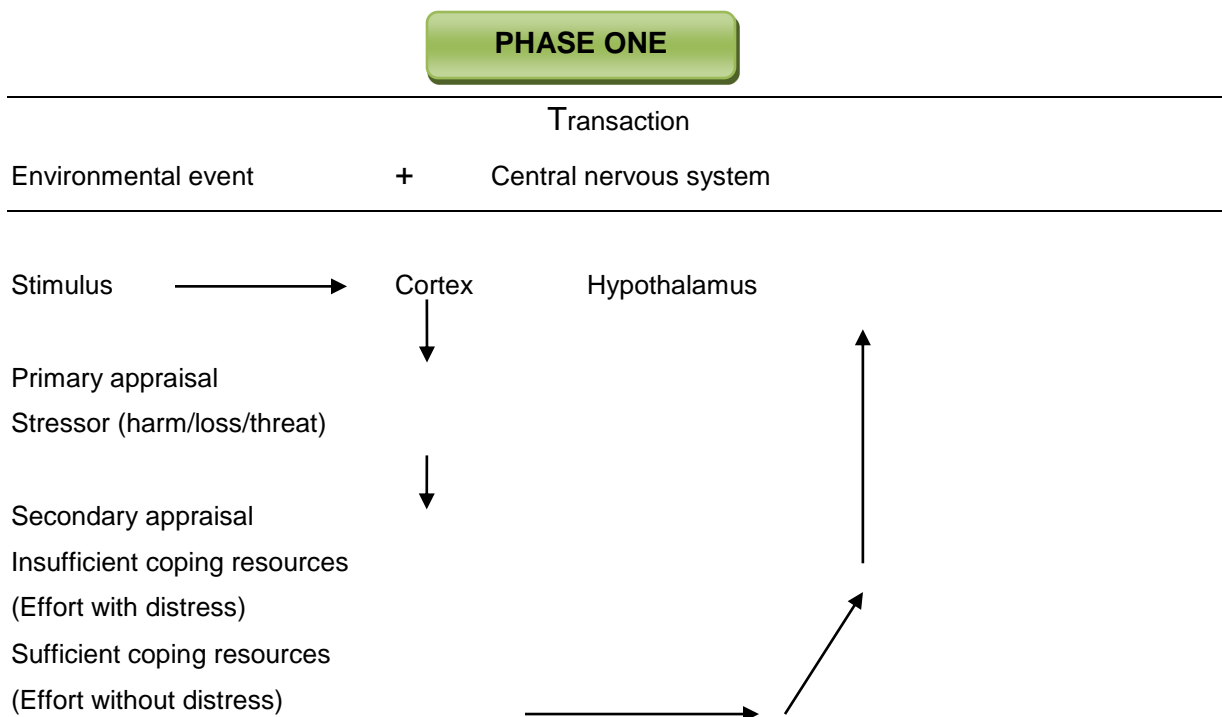 PHASE ONE
Transaction
Environmental event + Central nervous system
Stimulus Cortex Hypothalamus
Primary appraisal
Stressor (harm/loss/threat)
Secondary appraisal
Insufficient coping resources
(Effort with distress)
Sufficient coping resources
(Effort without distress)